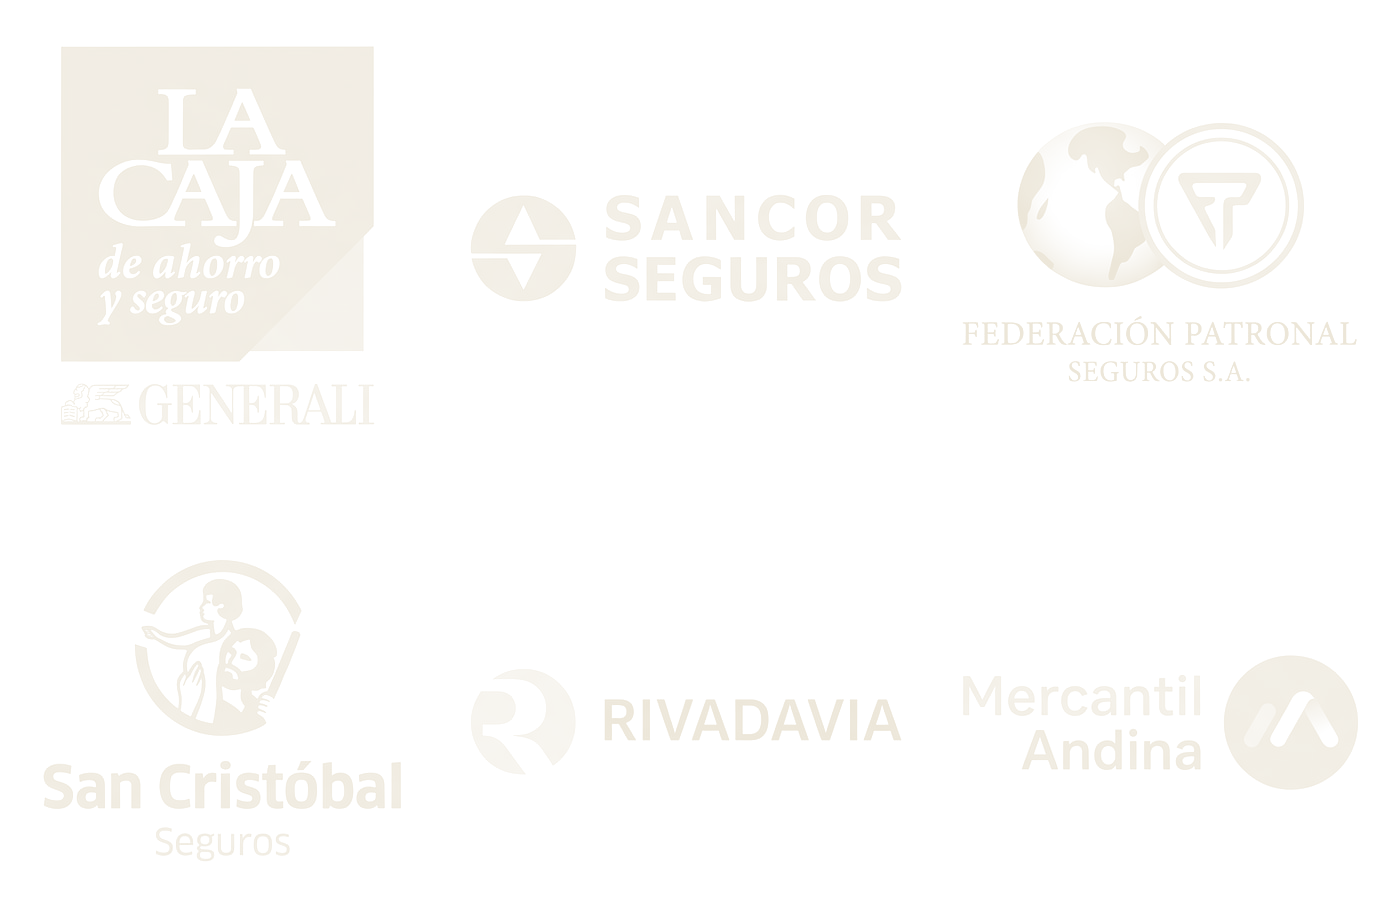 LA
CAJA
de ahorro
y seguro
GENERALI
SANCOR
SEGUROS
FEDERACIÓN PATRONAL
SEGUROS S.A.
San Cristóbal
Seguros
RIVADAVIA
Mercantil
Andina